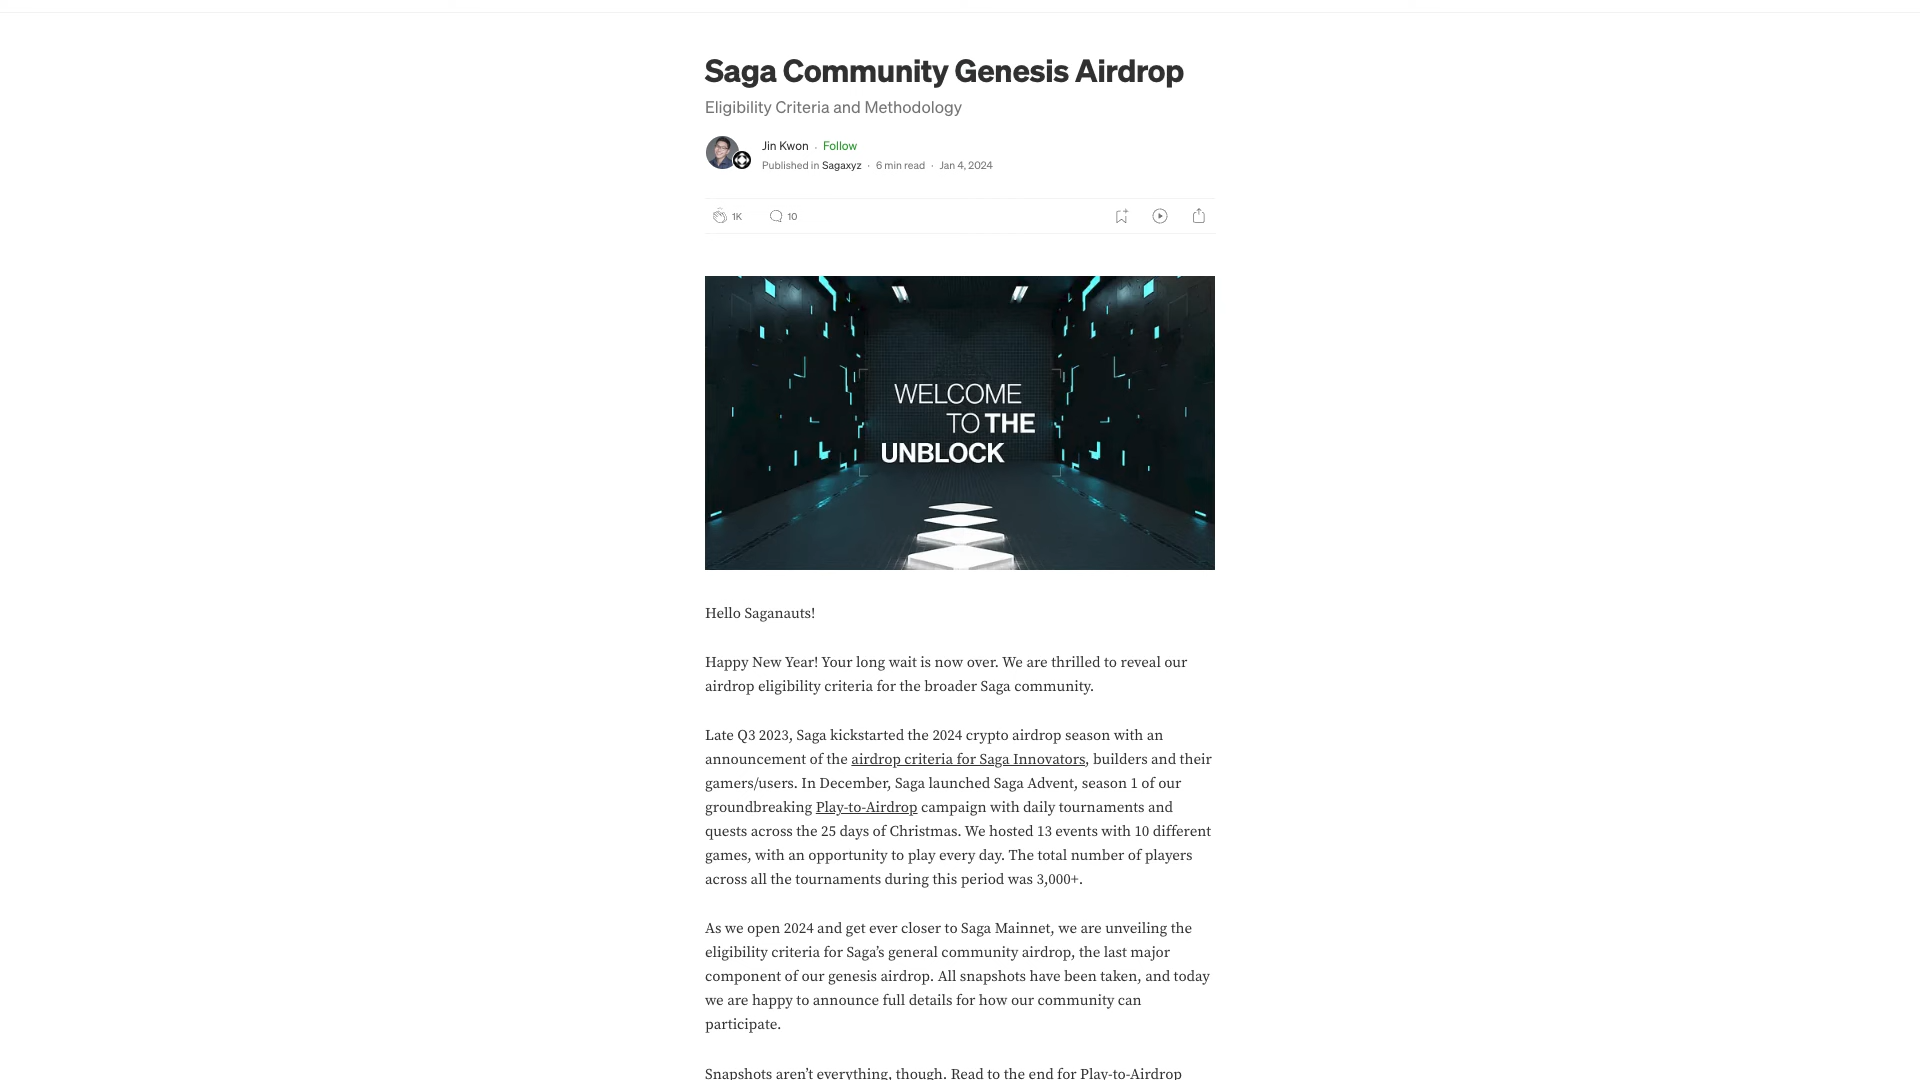 Saga Community Genesis Airdrop
Eligibility Criteria and Methodology
Jin Kwon · Follow
Published in Sagaxyz · 6 min read · Jan 4, 2024
1K
10
WELCOME
TO THE
UNBLOCK
Hello Saganauts!
Happy New Year! Your long wait is now over. We are thrilled to reveal our
airdrop eligibility criteria for the broader Saga community.
Late Q3 2023, Saga kickstarted the 2024 crypto airdrop season with an
announcement of the airdrop criteria for Saga Innovators, builders and their
gamers/users. In December, Saga launched Saga Advent, season 1 of our
groundbreaking Play-to-Airdrop campaign with daily tournaments and
quests across the 25 days of Christmas. We hosted 13 events with 10 different
games, with an opportunity to play every day. The total number of players
across all the tournaments during this period was 3,000+.
As we open 2024 and get ever closer to Saga Mainnet, we are unveiling the
eligibility criteria for Saga’s general community airdrop, the last major
component of our genesis airdrop. All snapshots have been taken, and today
we are happy to announce full details for how our community can
participate.
Snapshots aren’t everything, though. Read to the end for Play-to-Airdrop